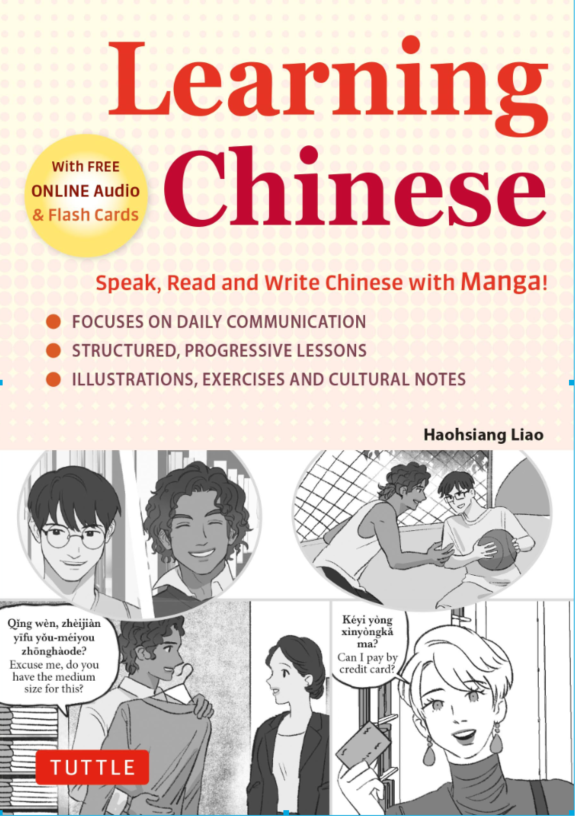 Learning
Chinese
With FREE
ONLINE Audio
& Flash Cards
Speak, Read and Write Chinese with Manga!
FOCUSES ON DAILY COMMUNICATION
STRUCTURED, PROGRESSIVE LESSONS
ILLUSTRATIONS, EXERCISES AND CULTURAL NOTES
Haohsiang Liao
Qǐng wèn, zhèijiàn
yīfu yǒu-méiyou
zhōnghàode?
Excuse me, do you
have the medium
size for this?
Kéyi yòng
xìnyòngkǎ
ma?
Can I pay by
credit card?
TUTTLE